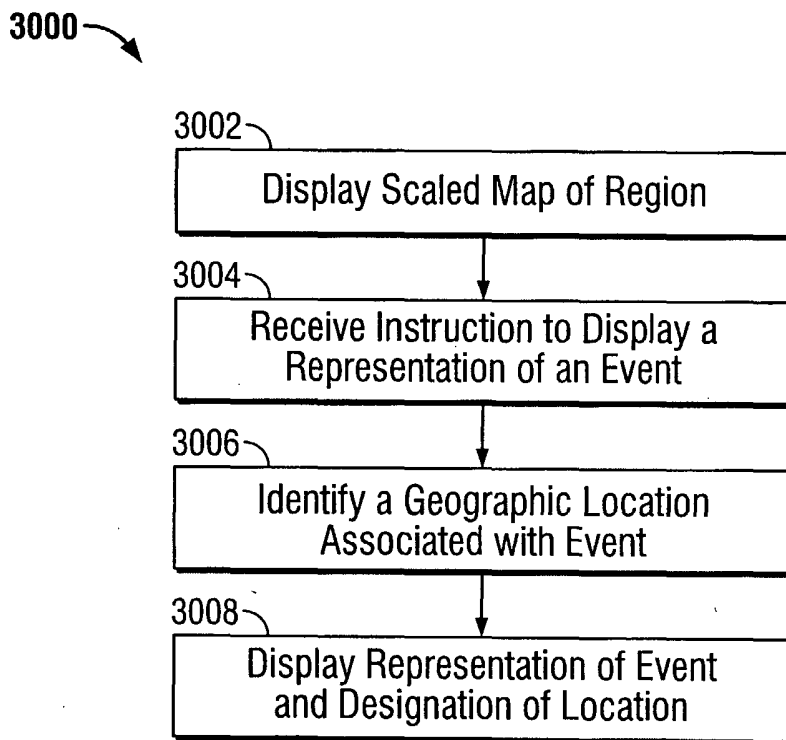 3000
3002
Display Scaled Map of Region
3004
Receive Instruction to Display a
Representation of an Event
3006
Identify a Geographic Location
Associated with Event
3008
Display Representation of Event
and Designation of Location